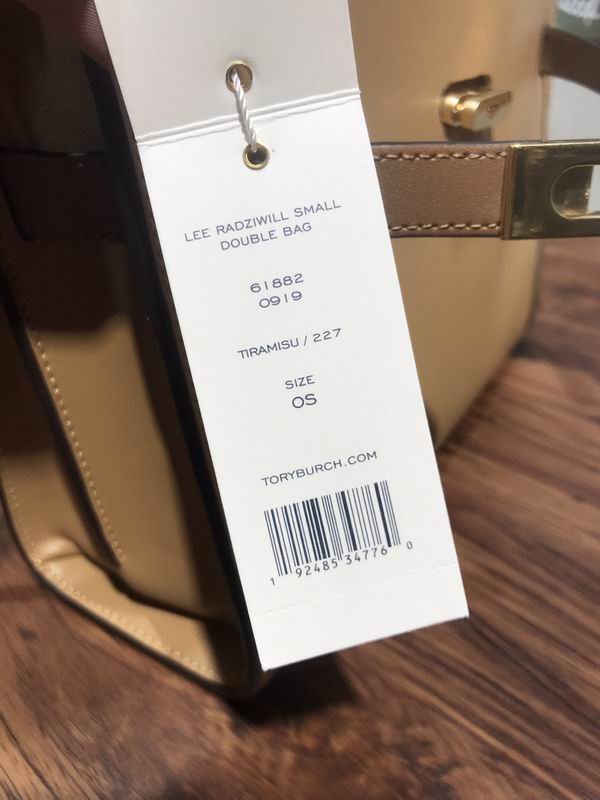 LEE RADZIWILL SMALL
DOUBLE BAG
61882
0919
TIRAMISU / 227
SIZE
OS
TORYBURCH.COM
1 92485 34776 0